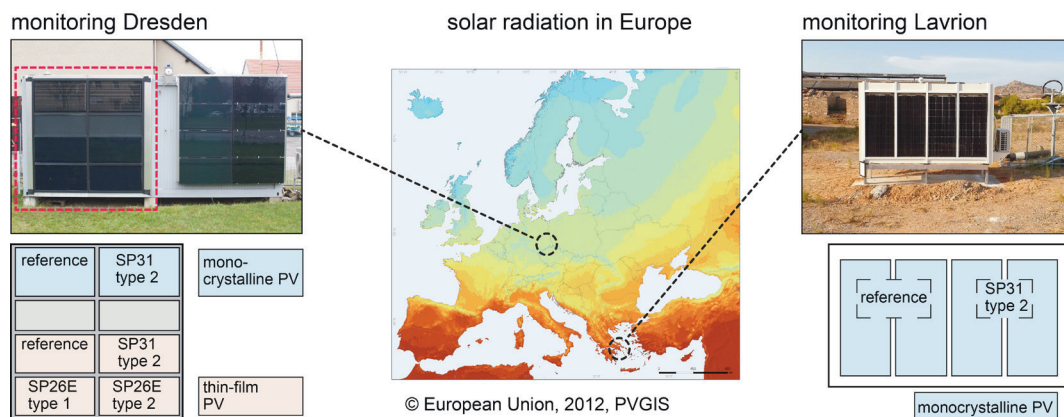 monitoring Dresden
solar radiation in Europe
monitoring Lavrion
reference
SP31
type 2
mono-
crystalline PV
reference
SP31
type 2
SP26E
type 1
SP26E
type 2
thin-film
PV
© European Union, 2012, PVGIS
reference
SP31
type 2
monocrystalline PV